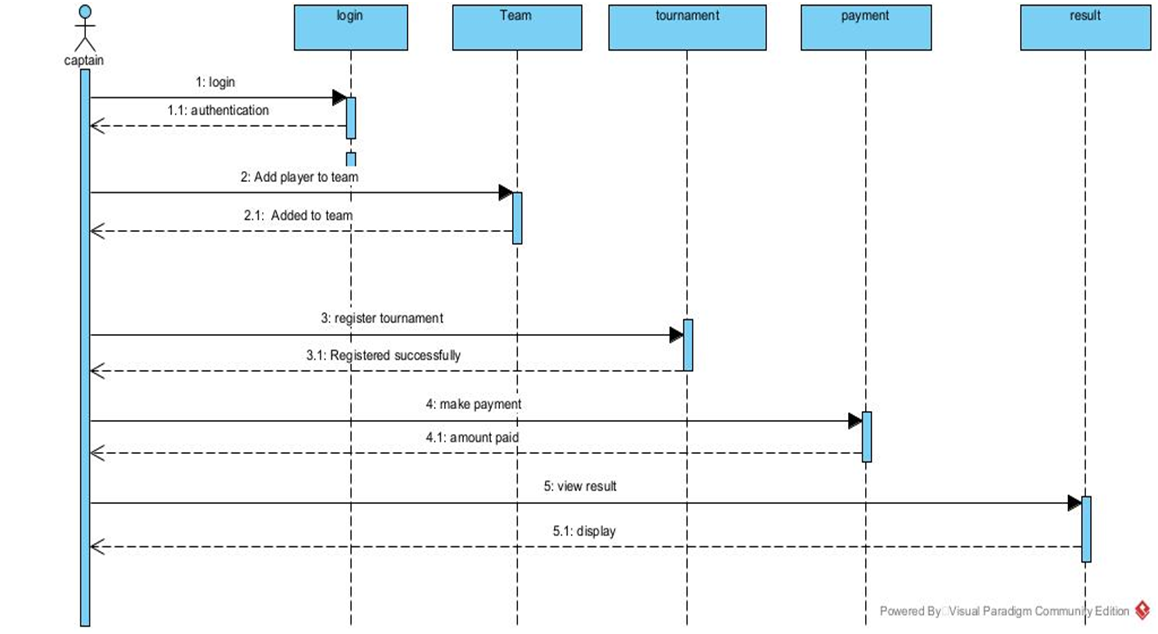 login
Team
tournament
payment
result
captain
1: login
1.1: authentication
2: Add player to team
2.1: Added to team
3: register tournament
3.1: Registered successfully
4: make payment
4.1: amount paid
5: view result
5.1: display
Powered By Visual Paradigm Community Edition